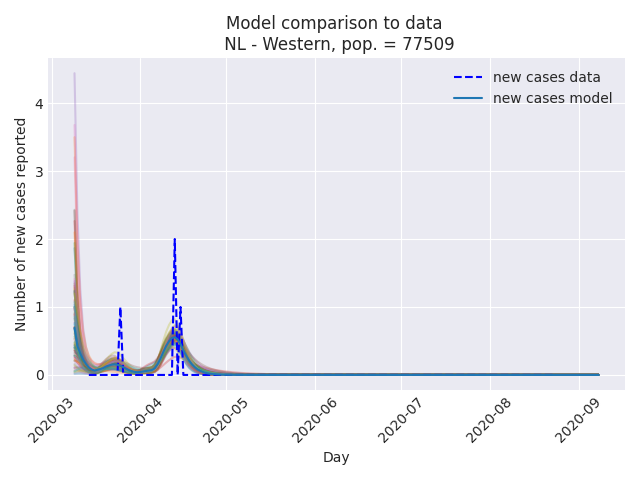 Model comparison to data
NL - Western, pop. = 77509
new cases data
new cases model
Number of new cases reported
4
3
2
1
0
2020-03
2020-04
2020-05
2020-06
2020-07
2020-08
2020-09
Day